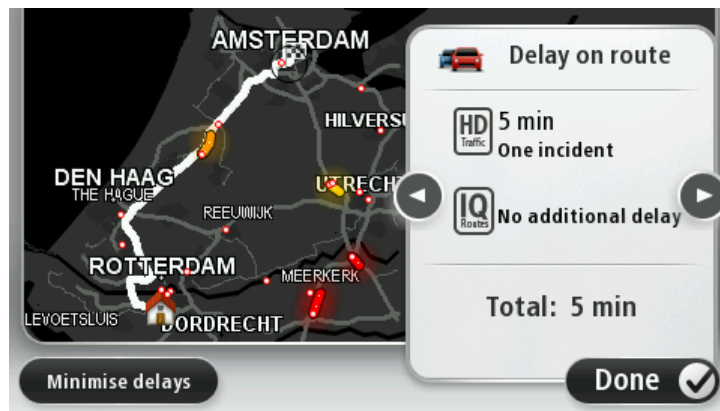 AMSTERDAM
Delay on route
HILVERSU
HD
Traffic
5 min
One incident
DEN HAAG
THE HAGUE
UTRECHT
REEUWIJK
IQ
Routes
No additional delay
ROTTERDAM
MEERKERK
LEVOETSLUIS
DORDRECHT
Total: 5 min
Minimise delays
Done